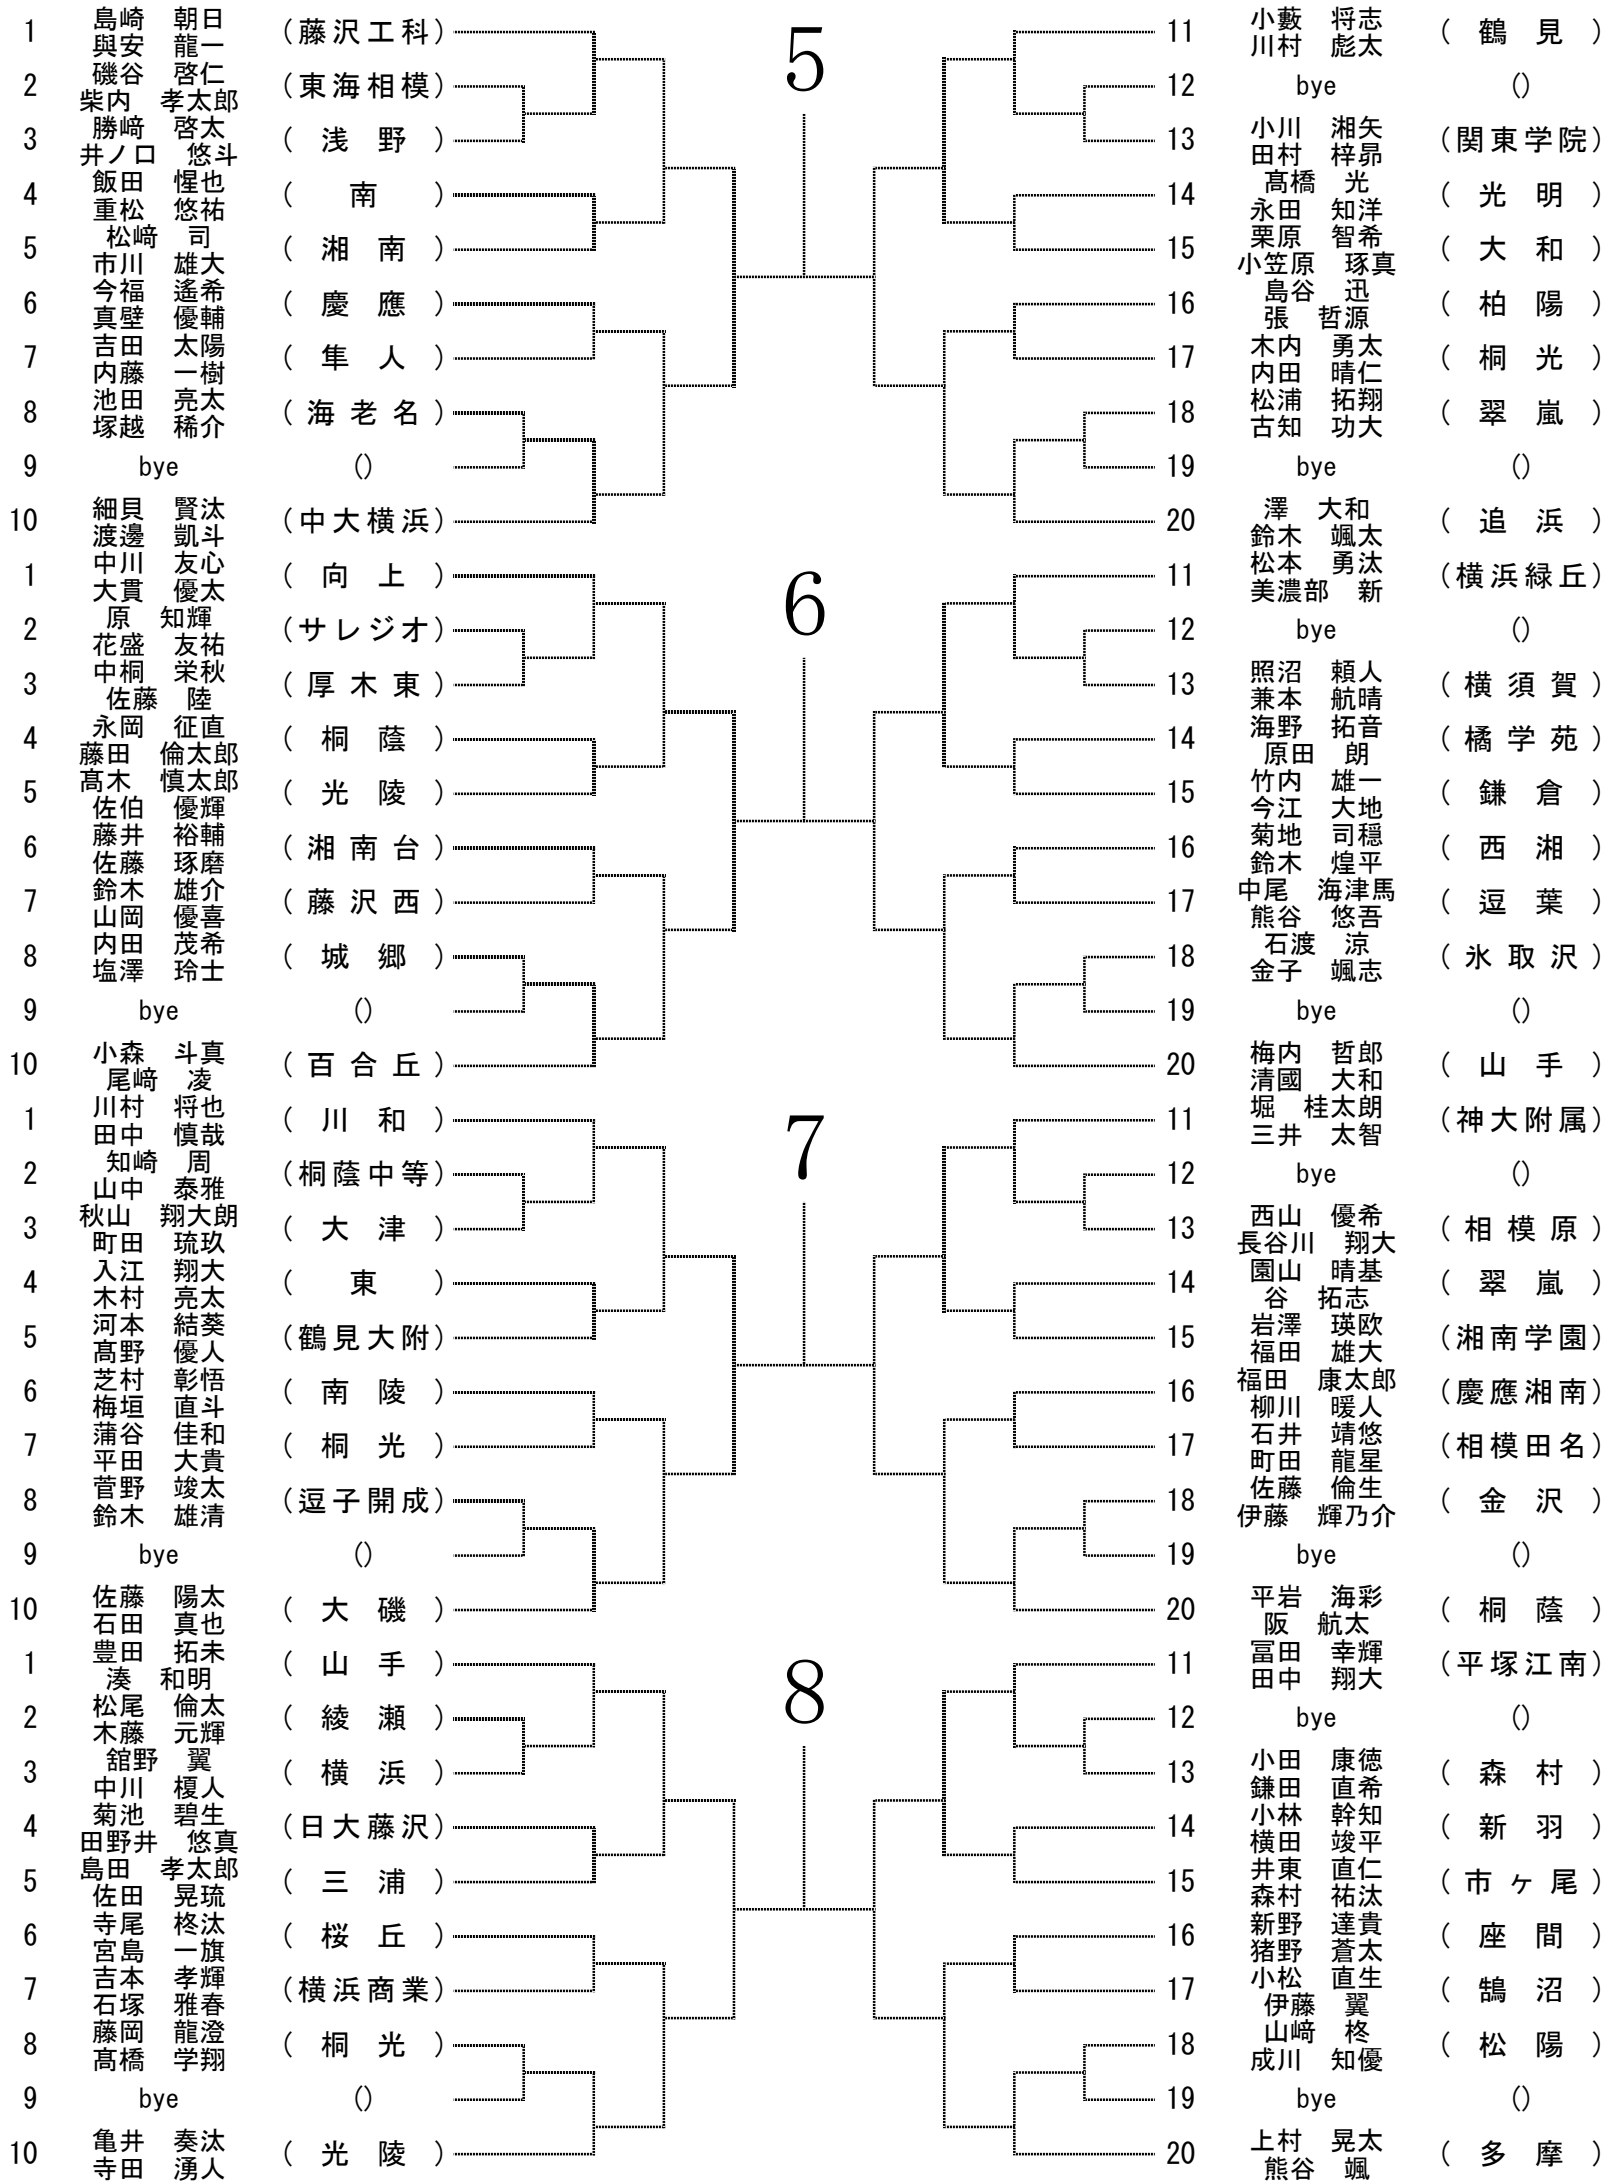 5
1 島崎　朝日 (藤沢工科)
與安　龍一
2 磯谷　啓仁 (東海相模)
柴内　孝太郎
3 勝﨑　啓太 (浅野)
井ノ口　悠斗
4 飯田　惺也 (南)
重松　悠祐
5 松﨑　司 (湘南)
市川　雄大
6 今福　遙希 (慶應)
真壁　優輔
7 吉田　太陽 (隼人)
内藤　一樹
8 池田　亮太 (海老名)
塚越　稀介
9 bye ()
10 細貝　賢汰 (中大横浜)
渡邊　凱斗
11 小藪　将志 (鶴見)
川村　彪太
12 bye ()
13 小川　湘矢 (関東学院)
田村　梓昴
14 髙橋　光 (光明)
永田　知洋
15 栗原　智希 (大和)
小笠原　琢真
16 島谷　迅 (柏陽)
張　哲源
17 木内　勇太 (桐光)
内田　晴仁
18 松浦　拓翔 (翠嵐)
古知　功大
19 bye ()
20 澤　大和 (追浜)
鈴木　颯太
6
1 中川　友心 (向上)
大貫　優太
2 原　知輝 (サレジオ)
花盛　友祐
3 中桐　栄秋 (厚木東)
佐藤　陸
4 永岡　征直 (桐蔭)
藤田　倫太郎
5 髙木　慎太郎 (光陵)
佐伯　優輝
6 藤井　裕輔 (湘南台)
佐藤　琢磨
7 鈴木　雄介 (藤沢西)
山岡　優喜
8 内田　茂希 (城郷)
塩澤　玲士
9 bye ()
10 小森　斗真 (百合丘)
尾﨑　凌
11 松本　勇汰 (横浜緑丘)
美濃部　新
12 bye ()
13 照沼　頼人 (横須賀)
兼本　航晴
14 海野　拓音 (橘学苑)
原田　朗
15 竹内　雄一 (鎌倉)
今江　大地
16 菊地　司穏 (西湘)
鈴木　煌平
17 中尾　海津馬 (逗葉)
熊谷　悠吾
18 石渡　涼 (氷取沢)
金子　颯志
19 bye ()
20 梅内　哲郎 (山手)
清國　大和
7
1 川村　将也 (川和)
田中　慎哉
2 知崎　周 (桐蔭中等)
山中　泰雅
3 秋山　翔大朗 (大津)
町田　琉玖
4 入江　翔大 (東)
木村　亮太
5 河本　結葵 (鶴見大附)
髙野　優人
6 芝村　彰悟 (南陵)
梅垣　直斗
7 蒲谷　佳和 (桐光)
平田　大貴
8 菅野　竣太 (逗子開成)
鈴木　雄清
9 bye ()
10 佐藤　陽太 (大磯)
石田　真也
11 堀　桂太朗 (神大附属)
三井　太智
12 bye ()
13 西山　優希 (相模原)
長谷川　翔大
14 園山　晴基 (翠嵐)
谷　拓志
15 岩澤　瑛欧 (湘南学園)
福田　雄大
16 福田　康太郎 (慶應湘南)
柳川　暖人
17 石井　靖悠 (相模田名)
町田　龍星
18 佐藤　倫生 (金沢)
伊藤　輝乃介
19 bye ()
20 平岩　海彩 (桐蔭)
阪　航太
8
1 豊田　拓未 (山手)
湊　和明
2 松尾　倫太 (綾瀬)
木藤　元輝
3 舘野　翼 (横浜)
中川　榎人
4 菊池　碧生 (日大藤沢)
田野井　悠真
5 島田　孝太郎 (三浦)
佐田　晃琉
6 寺尾　柊汰 (桜丘)
宮島　一旗
7 吉本　孝輝 (横浜商業)
石塚　雅春
8 藤岡　龍澄 (桐光)
髙橋　学翔
9 bye ()
10 亀井　奏汰 (光陵)
寺田　湧人
11 冨田　幸輝 (平塚江南)
田中　翔大
12 bye ()
13 小田　康徳 (森村)
鎌田　直希
14 小林　幹知 (新羽)
横田　竣平
15 井東　直仁 (市ヶ尾)
森村　祐汰
16 新野　達貴 (座間)
猪野　蒼太
17 小松　直生 (鵠沼)
伊藤　翼
18 山﨑　柊 (松陽)
成川　知優
19 bye ()
20 上村　晃太 (多摩)
熊谷　颯